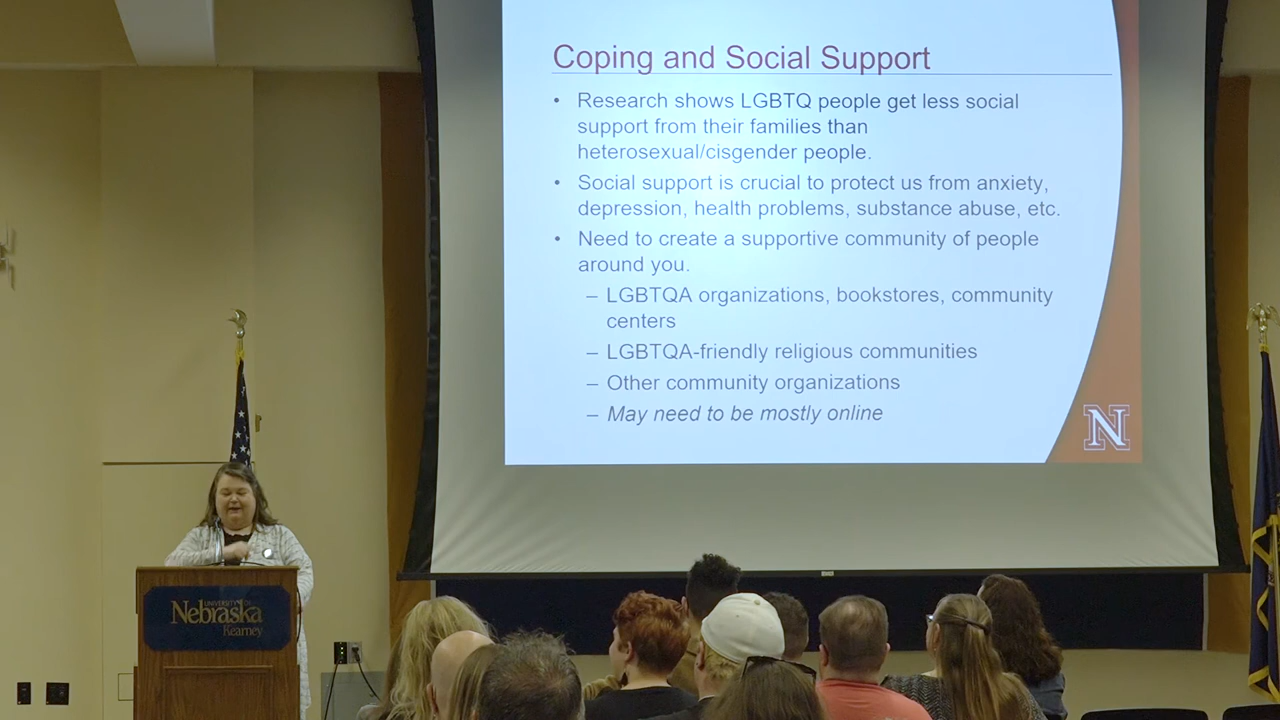 Coping and Social Support
• Research shows LGBTQ people get less social
support from their families than
heterosexual/cisgender people.
• Social support is crucial to protect us from anxiety,
depression, health problems, substance abuse, etc.
• Need to create a supportive community of people
around you.
– LGBTQA organizations, bookstores, community
centers
– LGBTQA-friendly religious communities
– Other community organizations
– May need to be mostly online
N
UNIVERSITY OF
Nebraska
Kearney